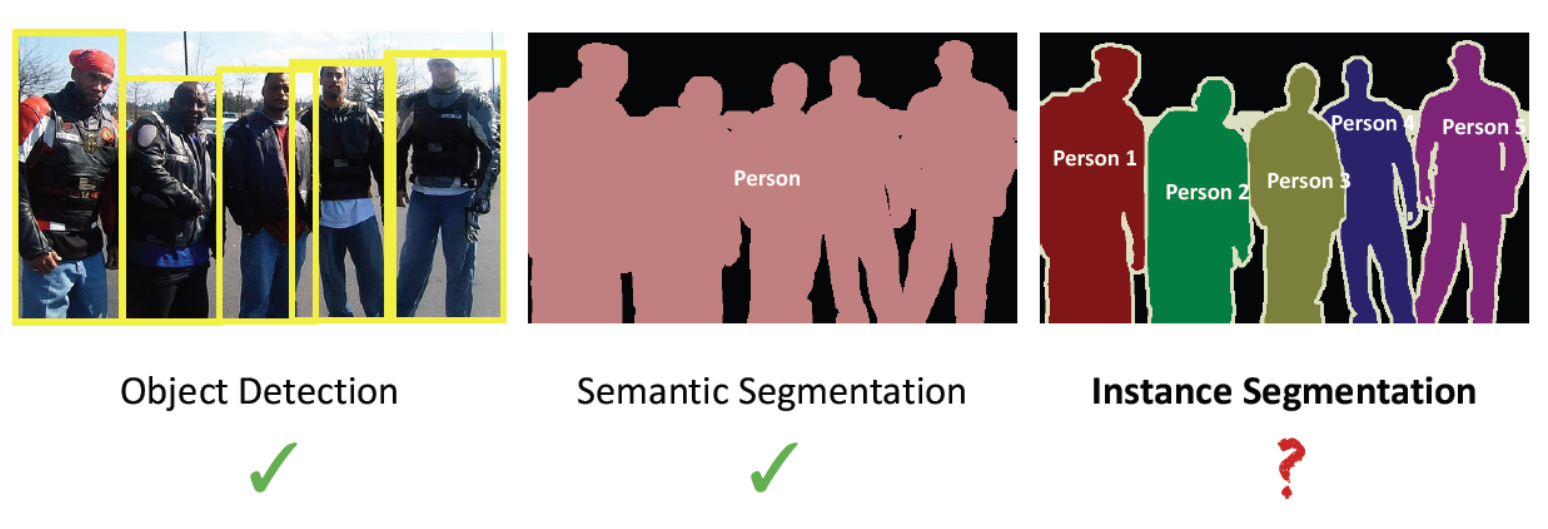 Person
Person 1
Person 2
Person 3
Person 4
Person 5
Object Detection
Semantic Segmentation
Instance Segmentation
?